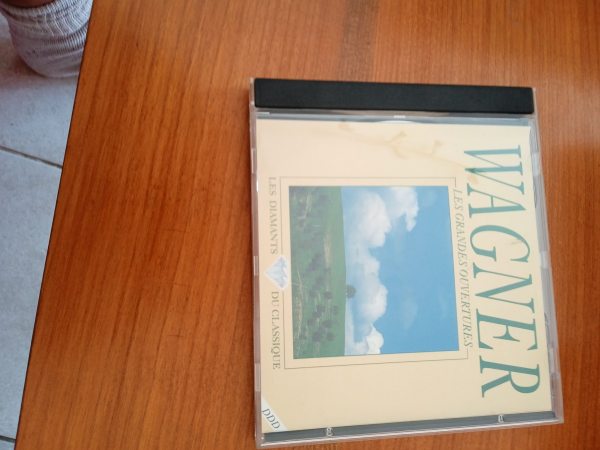 WAGNER
LES GRANDES OUVERTURES
LES DIAMANTS DU CLASSIQUE
DDD